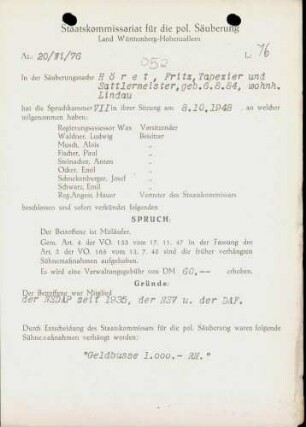 Staatskommissariat für die pol. Säuberung
Land Württemberg-Hohenzollern
Az.: 20/VI/76
L: 76
052
In der Säuberungssache H ö r e t , Fritz, Tapezier und
Sattlermeister, geb. 6.8.84, wohnh.
Lindau
hat die Spruchkammer VII in ihrer Sitzung am 8.10.1948 , an welcher
teilgenommen haben:
Regierungsassessor Wax Vorsitzender
Waldner, Ludwig Beisitzer
Musch, Alois „
Fischer, Paul „
Steinacher, Anton „
Ocker, Emil „
Schnekenburger, Josef „
Schwarz, Emil „
Reg.Angest. Hauer Vertreter des Staatskommissars
beschlossen und sofort verkündet folgenden
SPRUCH:
Der Betroffene ist Mitläufer.
Gem. Art. 4 der VO. 133 vom 17. 11. 47 in der Fassung des
Art. 2 der VO. 165 vom 13. 7. 48 sind die früher verhängten
Sühnemaßnahmen aufgehoben.
Es wird eine Verwaltungsgebühr von DM 60.-- erhoben.
Gründe:
Der Betroffene war Mitglied
der NSDAP seit 1935, der NSV u. der DAF.
Durch Entscheidung des Staatskommissars für die pol. Säuberung waren folgende
Sühnemaßnahmen verhängt worden:
"Geldbusse 1.000.- RM."